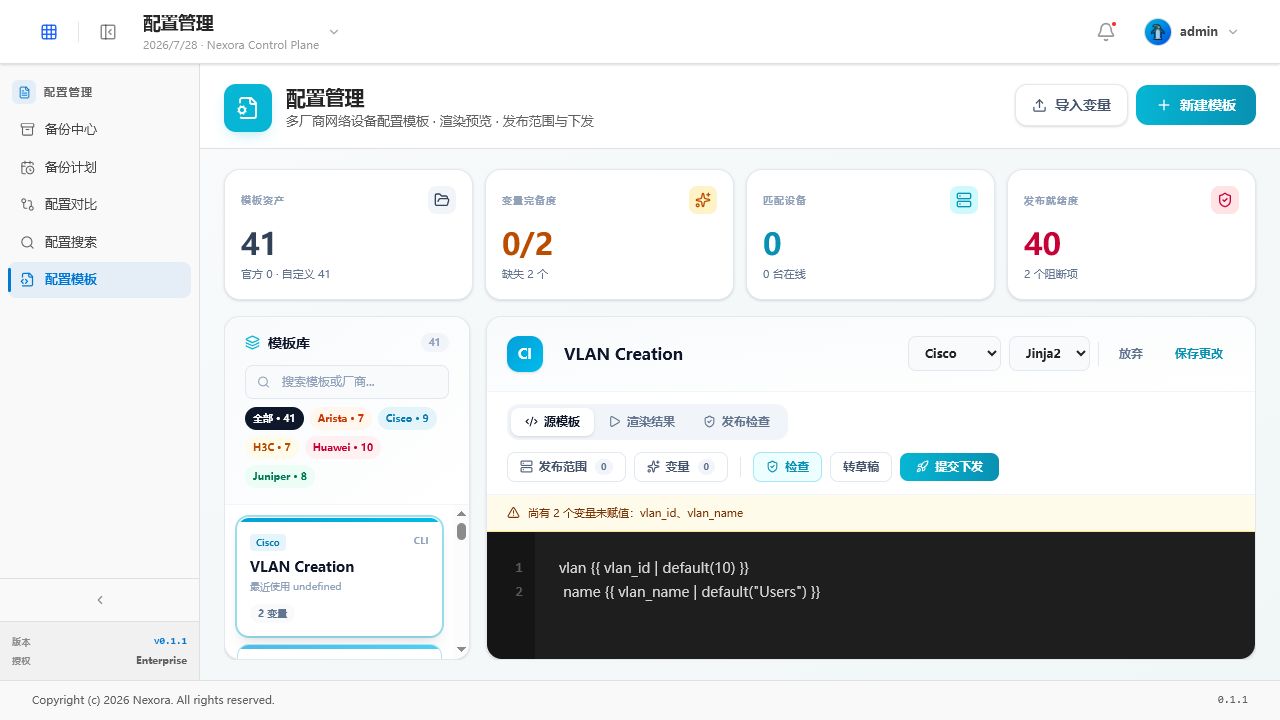 配置管理
2026/7/28 · Nexora Control Plane
admin
配置管理
备份中心
备份计划
配置对比
配置搜索
配置模板
版本 v0.1.1
授权 Enterprise
配置管理
多厂商网络设备配置模板 · 渲染预览 · 发布范围与下发
导入变量
新建模板
模板资产
41
官方 0 · 自定义 41
变量完备度
0/2
缺失 2 个
匹配设备
0
0 台在线
发布就绪度
40
2 个阻断项
模板库 41
搜索模板或厂商...
全部 • 41 Arista • 7 Cisco • 9
H3C • 7 Huawei • 10
Juniper • 8
Cisco CLI
VLAN Creation
最近使用 undefined
2 变量
CI VLAN Creation Cisco Jinja2 放弃 保存更改
源模板 渲染结果 发布检查
发布范围 0 变量 0 检查 转草稿 提交下发
尚有 2 个变量未赋值：vlan_id、vlan_name
1 vlan {{ vlan_id | default(10) }}
2 name {{ vlan_name | default("Users") }}
Copyright (c) 2026 Nexora. All rights reserved.
0.1.1